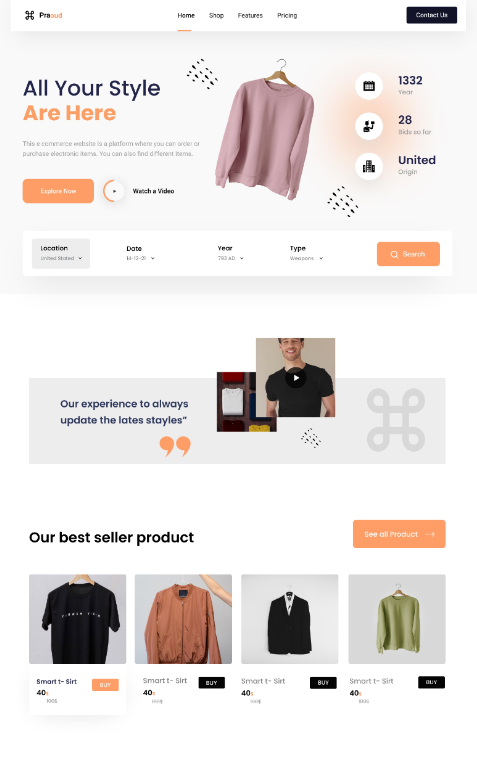 Praoud
Home Shop Features Pricing
Contact Us
All Your Style
Are Here
This e commerce website is a platform where you can order or
purchase electronic items. You can also find different items.
Explore Now
Watch a Video
1332
Year
28
Bids so far
United
Origin
Location Date Year Type
United Stated 14-12-21 783 AD Weapons
Search
Our experience to always
update the lates stayles”
Our best seller product
See all Product
Smart t- Sirt
40$
100$
BUY
Smart t- Sirt
40$
100$
BUY
Smart t- Sirt
40$
100$
BUY
Smart t- Sirt
40$
100$
BUY